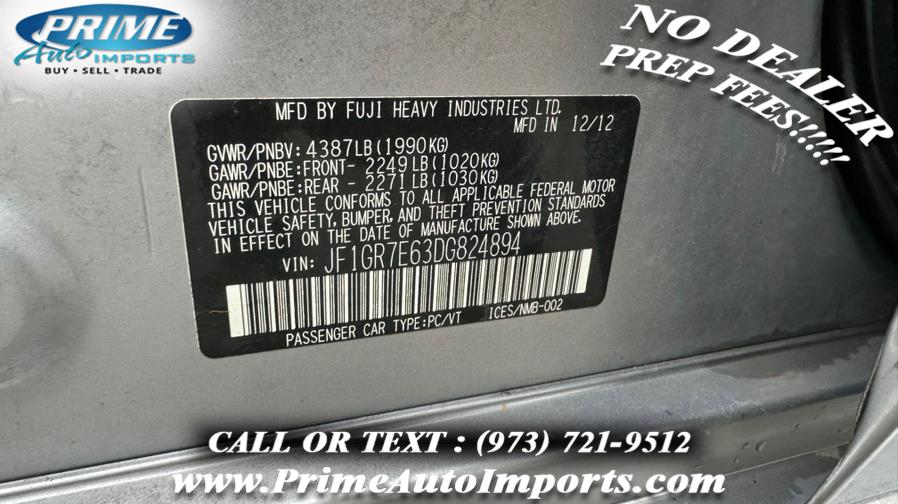 PRIME
Auto IMPORTS
BUY • SELL • TRADE
NO DEALER
PREP FEES!!!!!
MFD BY FUJI HEAVY INDUSTRIES LTD.
MFD IN 12/12
GVWR/PNBV: 4387LB(1990KG)
GAWR/PNBE:FRONT- 2249LB(1020KG)
GAWR/PNBE:REAR - 2271LB(1030KG)
THIS VEHICLE CONFORMS TO ALL APPLICABLE FEDERAL MOTOR
VEHICLE SAFETY, BUMPER, AND THEFT PREVENTION STANDARDS
IN EFFECT ON THE DATE OF MANUFACTURE SHOWN ABOVE.
VIN: JF1GR7E63DG824894
PASSENGER CAR TYPE:PC/VT ICES/NMB-002
CALL OR TEXT : (973) 721-9512
www.PrimeAutoImports.com